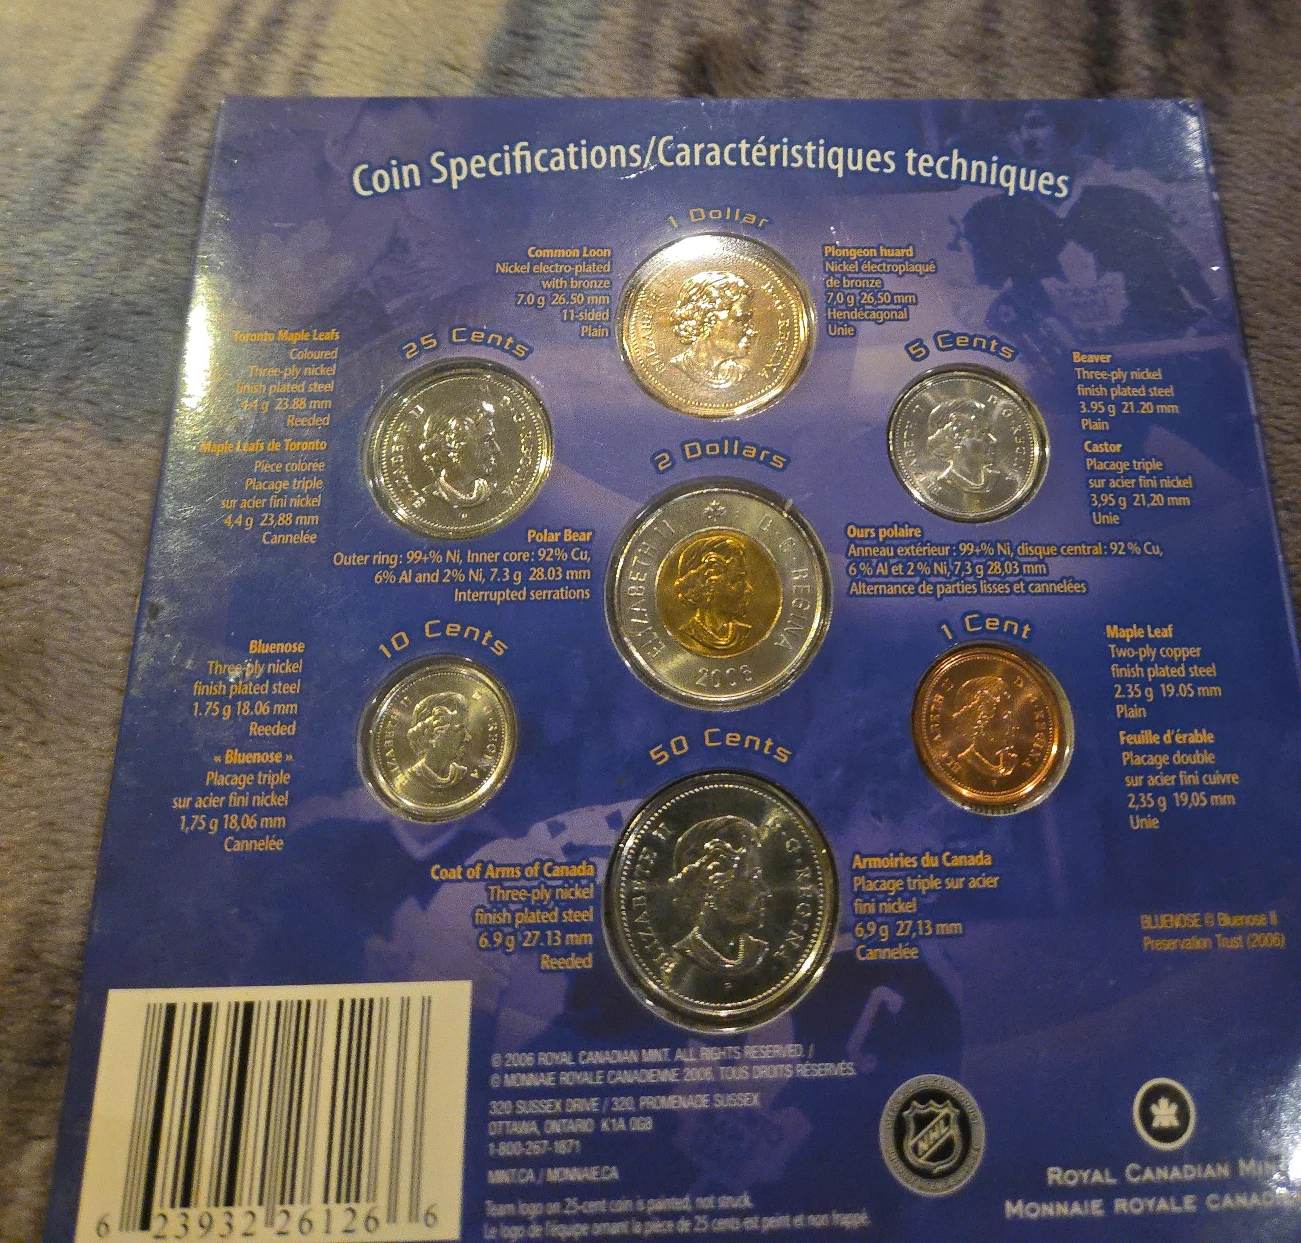 Coin Specifications/Caractéristiques techniques
1 Dollar
Common Loon
Nickel electro-plated
with bronze
7.0 g 26.50 mm
11-sided
Plain
Plongeon huard
Nickel électroplaqué
de bronze
7,0 g 26,50 mm
Hendécagonal
Unie
25 Cents
Toronto Maple Leafs
Coloured
Three-ply nickel
finish plated steel
4.4 g 23.88 mm
Reeded
Maple Leafs de Toronto
Pièce colorée
Placage triple
sur acier fini nickel
4,4 g 23,88 mm
Cannelée
5 Cents
Beaver
Three-ply nickel
finish plated steel
3.95 g 21.20 mm
Plain
Castor
Placage triple
sur acier fini nickel
3,95 g 21,20 mm
Unie
2 Dollars
ELIZABETH II D·G·REGINA
Polar Bear
Outer ring: 99+% Ni, Inner core: 92% Cu,
6% Al and 2% Ni, 7.3 g 28.03 mm
Interrupted serrations
Ours polaire
Anneau extérieur : 99+% Ni, disque central : 92 % Cu,
6 % Al et 2 % Ni, 7,3 g 28,03 mm
Alternance de parties lisses et cannelées
10 Cents
Bluenose
Three-ply nickel
finish plated steel
1.75 g 18.06 mm
Reeded
« Bluenose »
Placage triple
sur acier fini nickel
1,75 g 18,06 mm
Cannelée
1 Cent
Maple Leaf
Two-ply copper
finish plated steel
2.35 g 19.05 mm
Plain
Feuille d'érable
Placage double
sur acier fini cuivre
2,35 g 19,05 mm
Unie
50 Cents
ELIZABETH II D·G·REGINA
P
Coat of Arms of Canada
Three-ply nickel
finish plated steel
6.9 g 27.13 mm
Reeded
Armoiries du Canada
Placage triple sur acier
fini nickel
6,9 g 27,13 mm
Cannelée
BLUENOSE © Bluenose II
Preservation Trust (2006)
6 23932 26126 6
© 2006 ROYAL CANADIAN MINT. ALL RIGHTS RESERVED. /
© MONNAIE ROYALE CANADIENNE 2006. TOUS DROITS RÉSERVÉS.
320 SUSSEX DRIVE / 320, PROMENADE SUSSEX
OTTAWA, ONTARIO K1A 0G8
1-800-267-1871
MINT.CA / MONNAIE.CA
Team logo on 25-cent coin is painted, not struck.
Le logo de l'équipe ornant la pièce de 25 cents est peint et non frappé.
NHL
ROYAL CANADIAN MIN
MONNAIE ROYALE CANAD